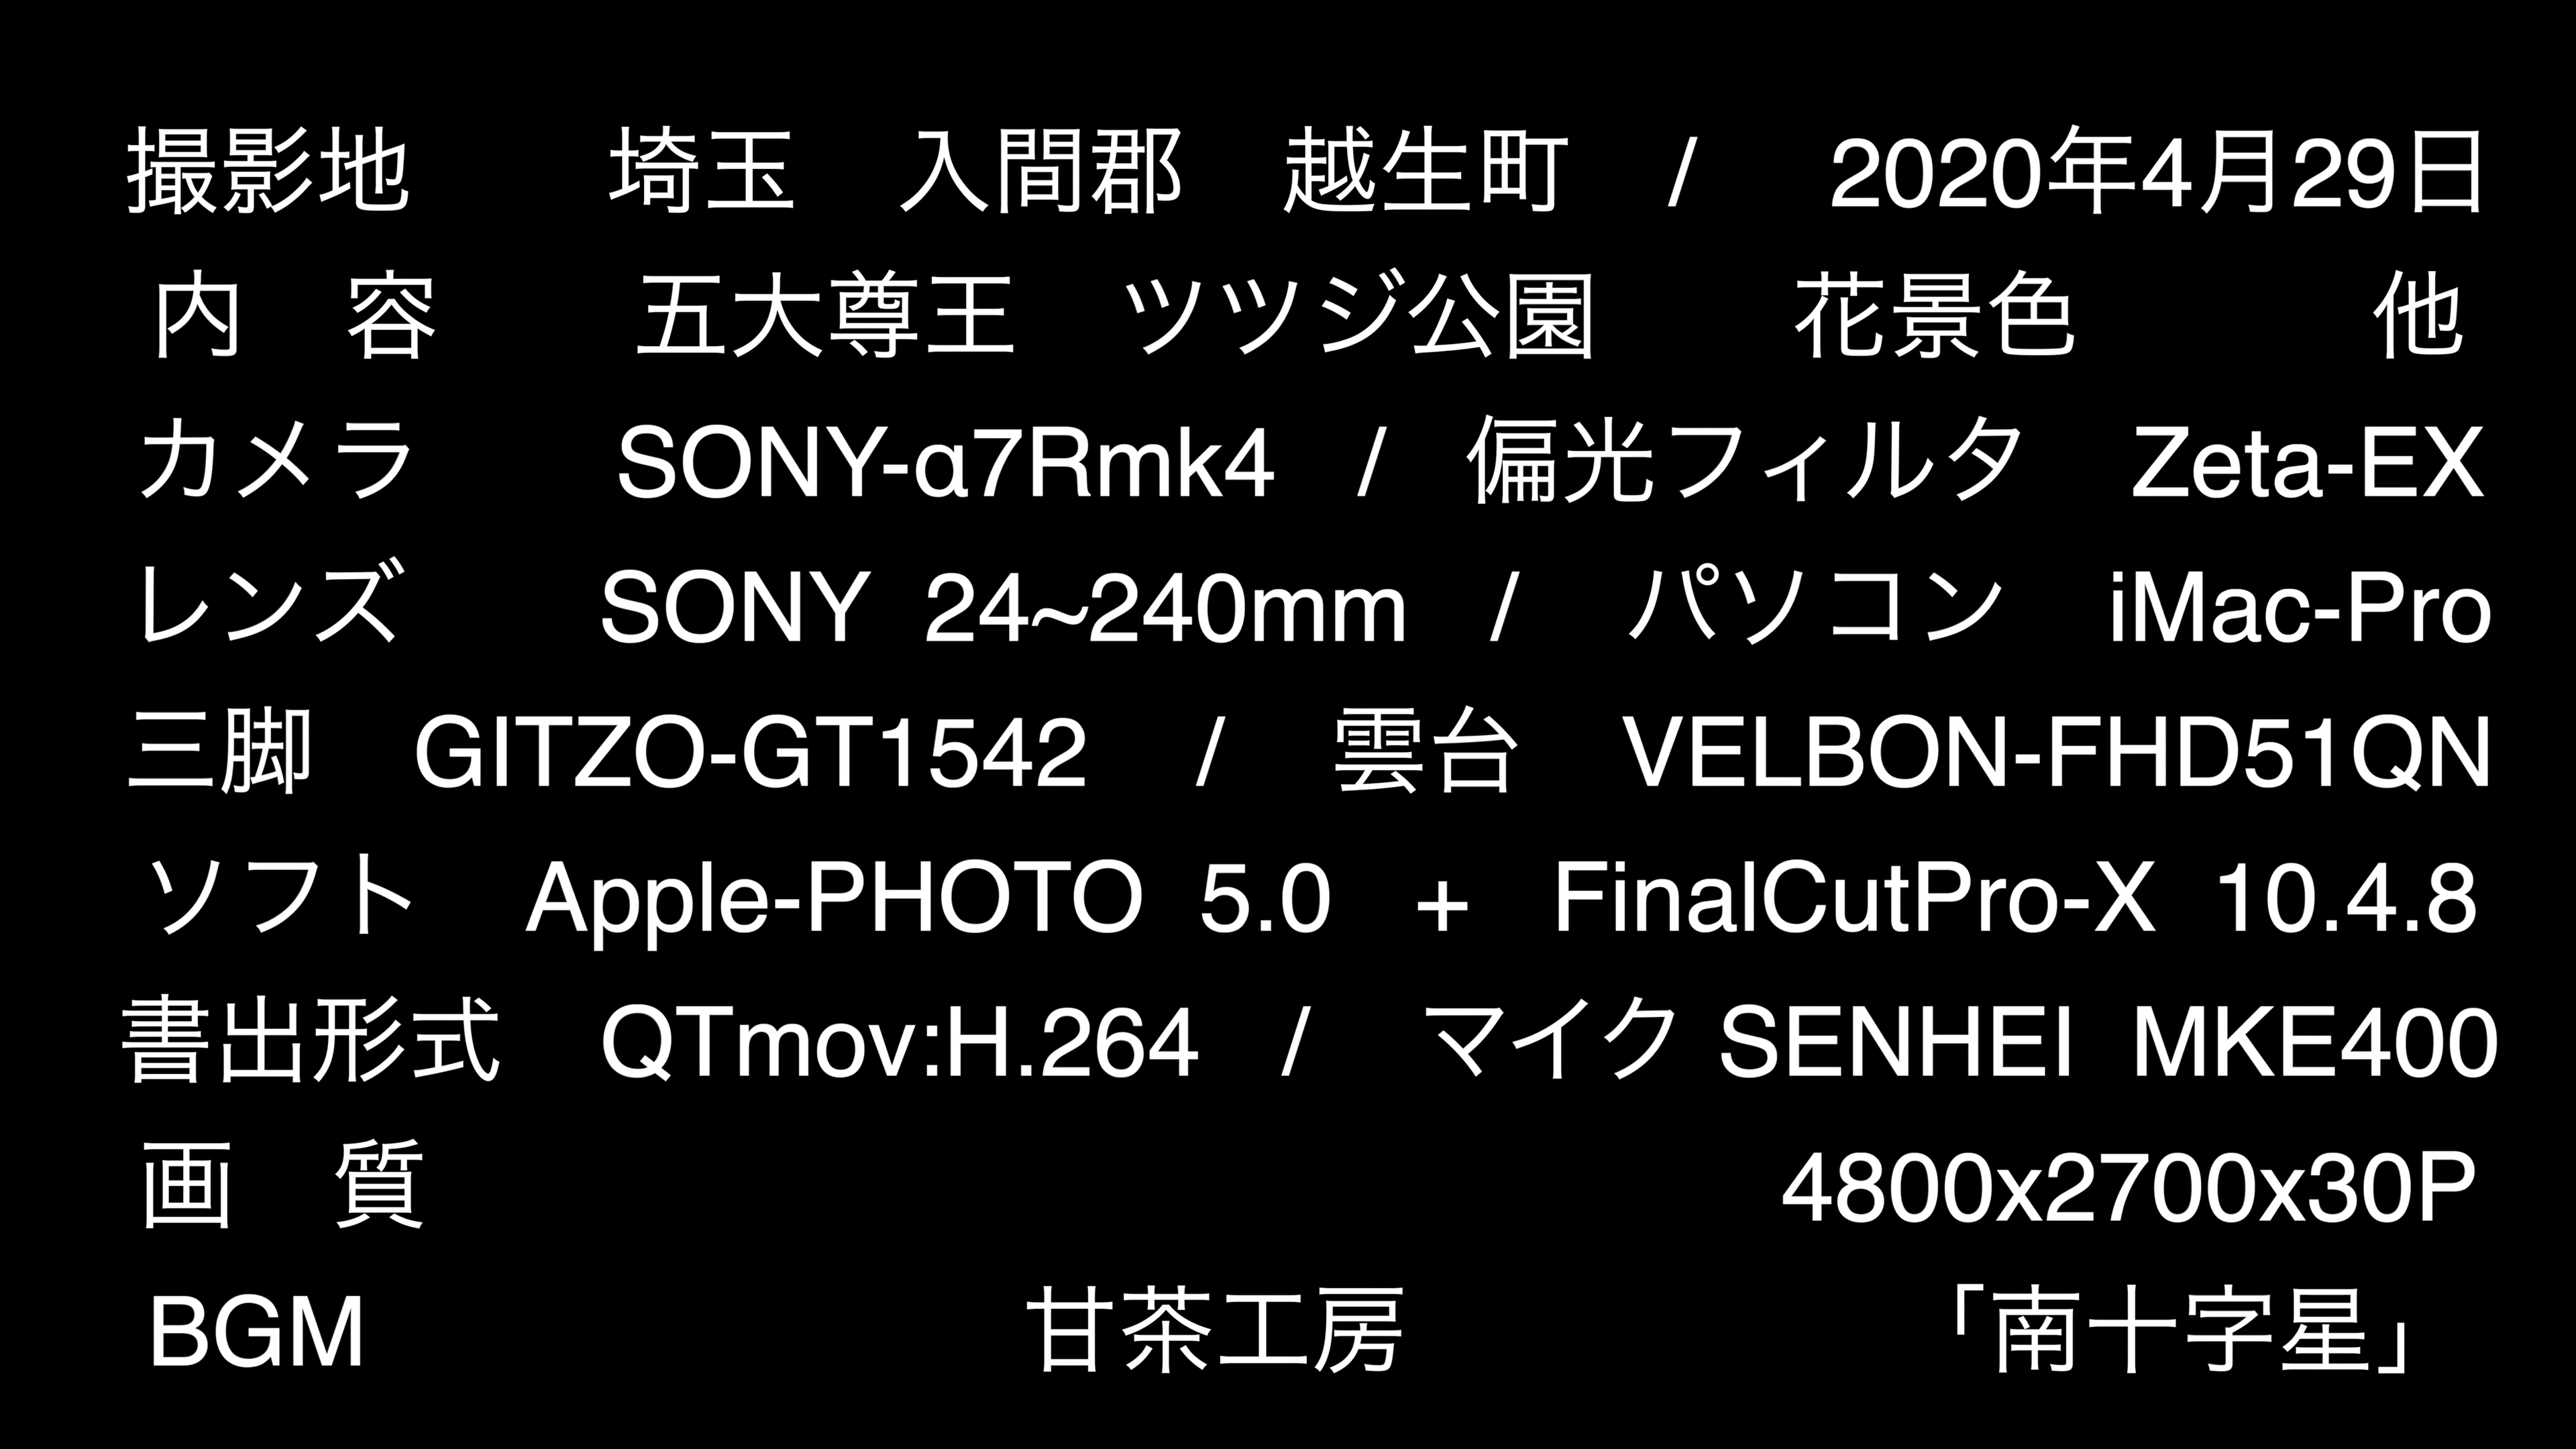 撮影地　埼玉　入間郡　越生町　/　2020年4月29日
内　容　五大尊王　ツツジ公園　花景色　他
カメラ　SONY-α7Rmk4　/　偏光フィルタ　Zeta-EX
レンズ　SONY 24~240mm　/　パソコン　iMac-Pro
三脚　GITZO-GT1542　/　雲台　VELBON-FHD51QN
ソフト　Apple-PHOTO 5.0 + FinalCutPro-X 10.4.8
書出形式　QTmov:H.264　/　マイク SENHEI MKE400
画　質　4800x2700x30P
BGM　甘茶工房　「南十字星」